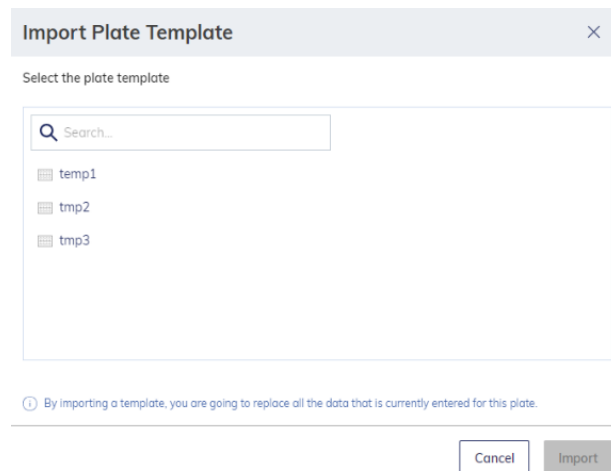 Import Plate Template
Select the plate template
Search...
temp1
tmp2
tmp3
By importing a template, you are going to replace all the data that is currently entered for this plate.
Cancel Import